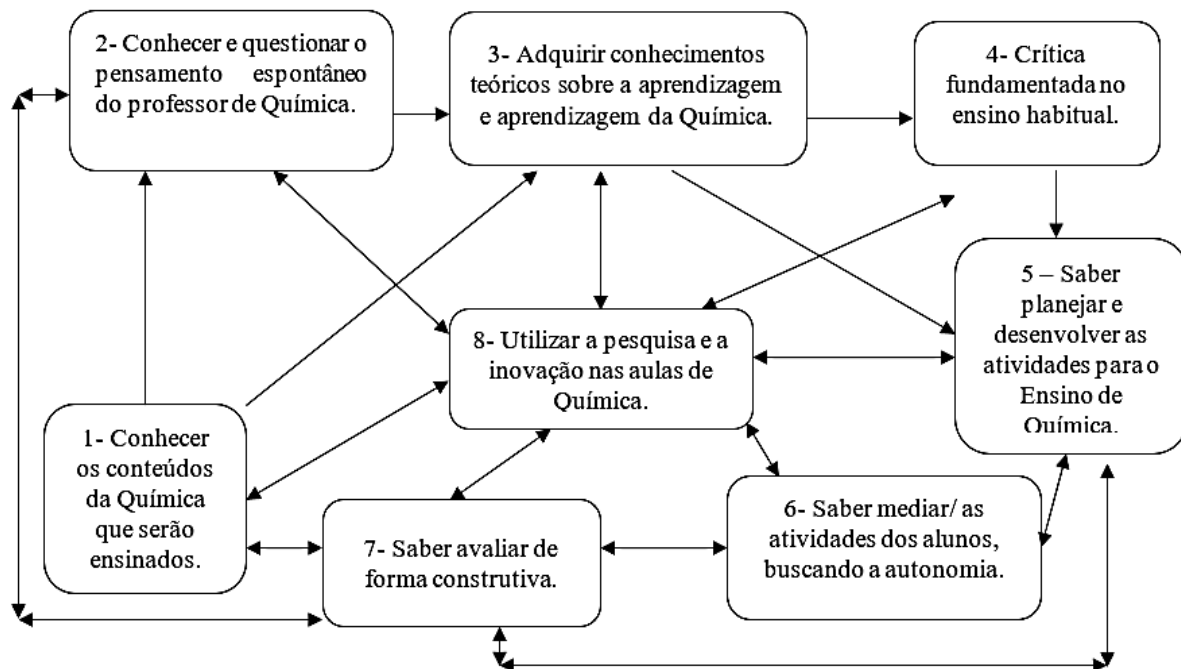 2- Conhecer e questionar o
pensamento espontâneo
do professor de Química.
3- Adquirir conhecimentos
teóricos sobre a aprendizagem
e aprendizagem da Química.
4- Crítica
fundamentada no
ensino habitual.
5 – Saber
planejar e
desenvolver as
atividades para o
Ensino de
Química.
8- Utilizar a pesquisa e a
inovação nas aulas de
Química.
1- Conhecer
os conteúdos
da Química
que serão
ensinados.
7- Saber avaliar de
forma construtiva.
6- Saber mediar/ as
atividades dos alunos,
buscando a autonomia.